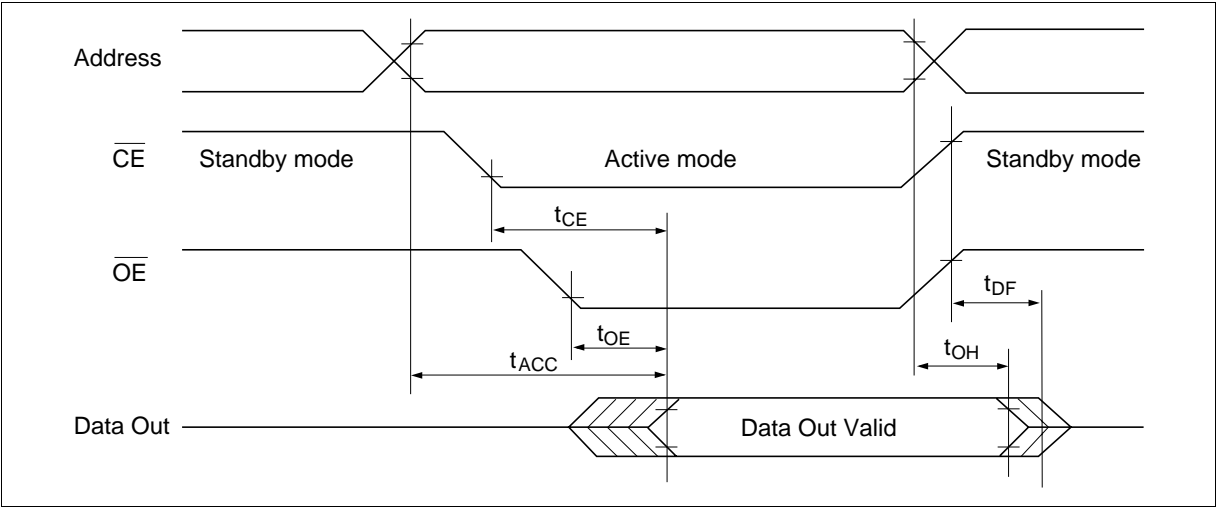 Address
CE Standby mode Active mode Standby mode
tCE
OE
tDF
tOE
tOH
tACC
Data Out Data Out Valid